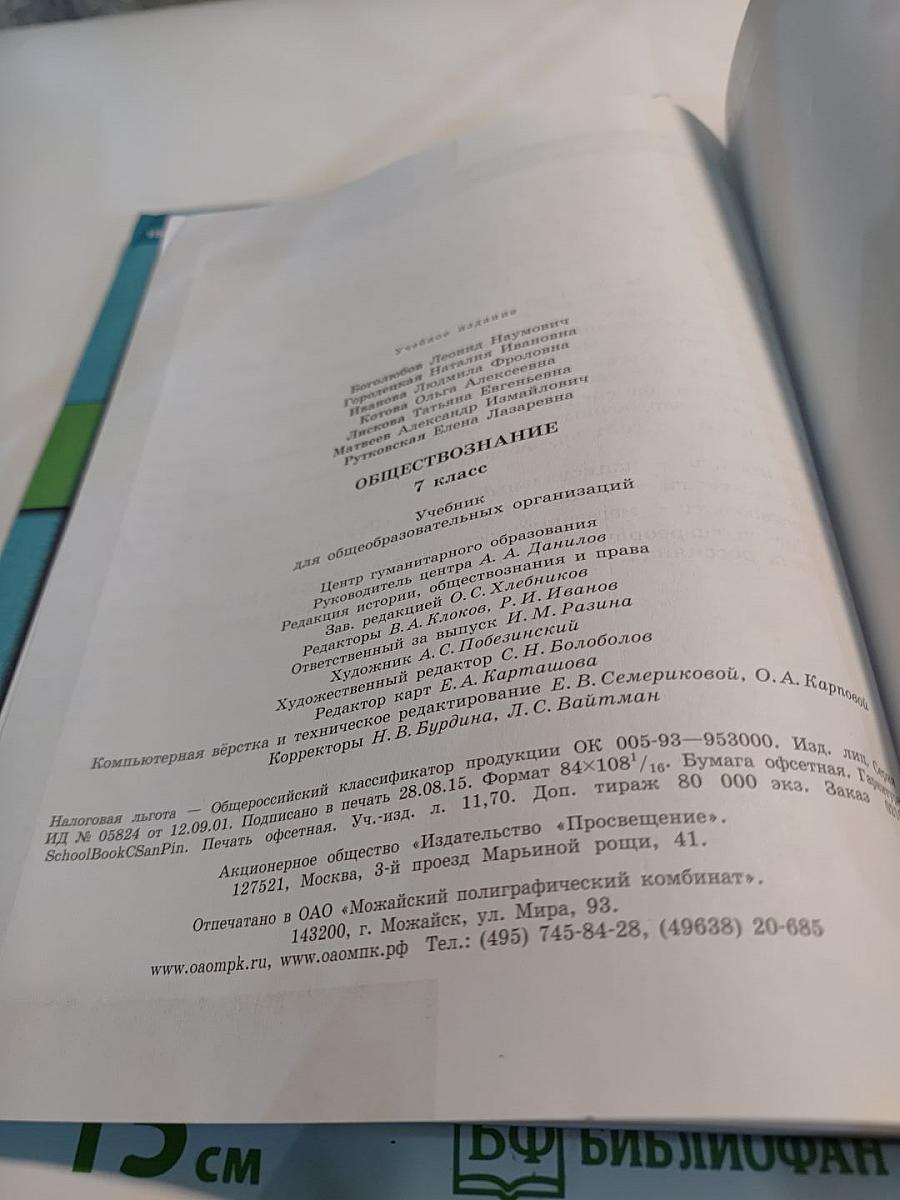 Учебное издание
Боголюбов Леонид Наумович
Городецкая Наталия Ивановна
Иванова Людмила Фроловна
Котова Ольга Алексеевна
Лискова Татьяна Евгеньевна
Матвеев Александр Измайлович
Рутковская Елена Лазаревна
ОБЩЕСТВОЗНАНИЕ
7 класс
Учебник
для общеобразовательных организаций
Центр гуманитарного образования
Руководитель центра А. А. Данилов
Редакция истории, обществознания и права
Зав. редакцией О. С. Хлебников
Редакторы В. А. Клоков, Р. И. Иванов
Ответственный за выпуск И. М. Разина
Художник А. С. Побезинский
Художественный редактор С. Н. Болоболов
Редактор карт Е. А. Карташова
Компьютерная вёрстка и техническое редактирование Е. В. Семериковой, О. А. Карповой
Корректоры Н. В. Бурдина, Л. С. Вайтман
Налоговая льгота — Общероссийский классификатор продукции ОК 005-93—953000. Изд. лиц. Серия
ИД № 05824 от 12.09.01. Подписано в печать 28.08.15. Формат 84×108¹/₁₆. Бумага офсетная.
SchoolBookCSanPin. Печать офсетная. Уч.-изд. л. 11,70. Доп. тираж 80 000 экз. Заказ
Акционерное общество «Издательство «Просвещение».
127521, Москва, 3-й проезд Марьиной рощи, 41.
Отпечатано в ОАО «Можайский полиграфический комбинат».
143200, г. Можайск, ул. Мира, 93.
www.oaompk.ru, www.оаомпк.рф Тел.: (495) 745-84-28, (49638) 20-685
15 см
БФ БИБЛИОФАН